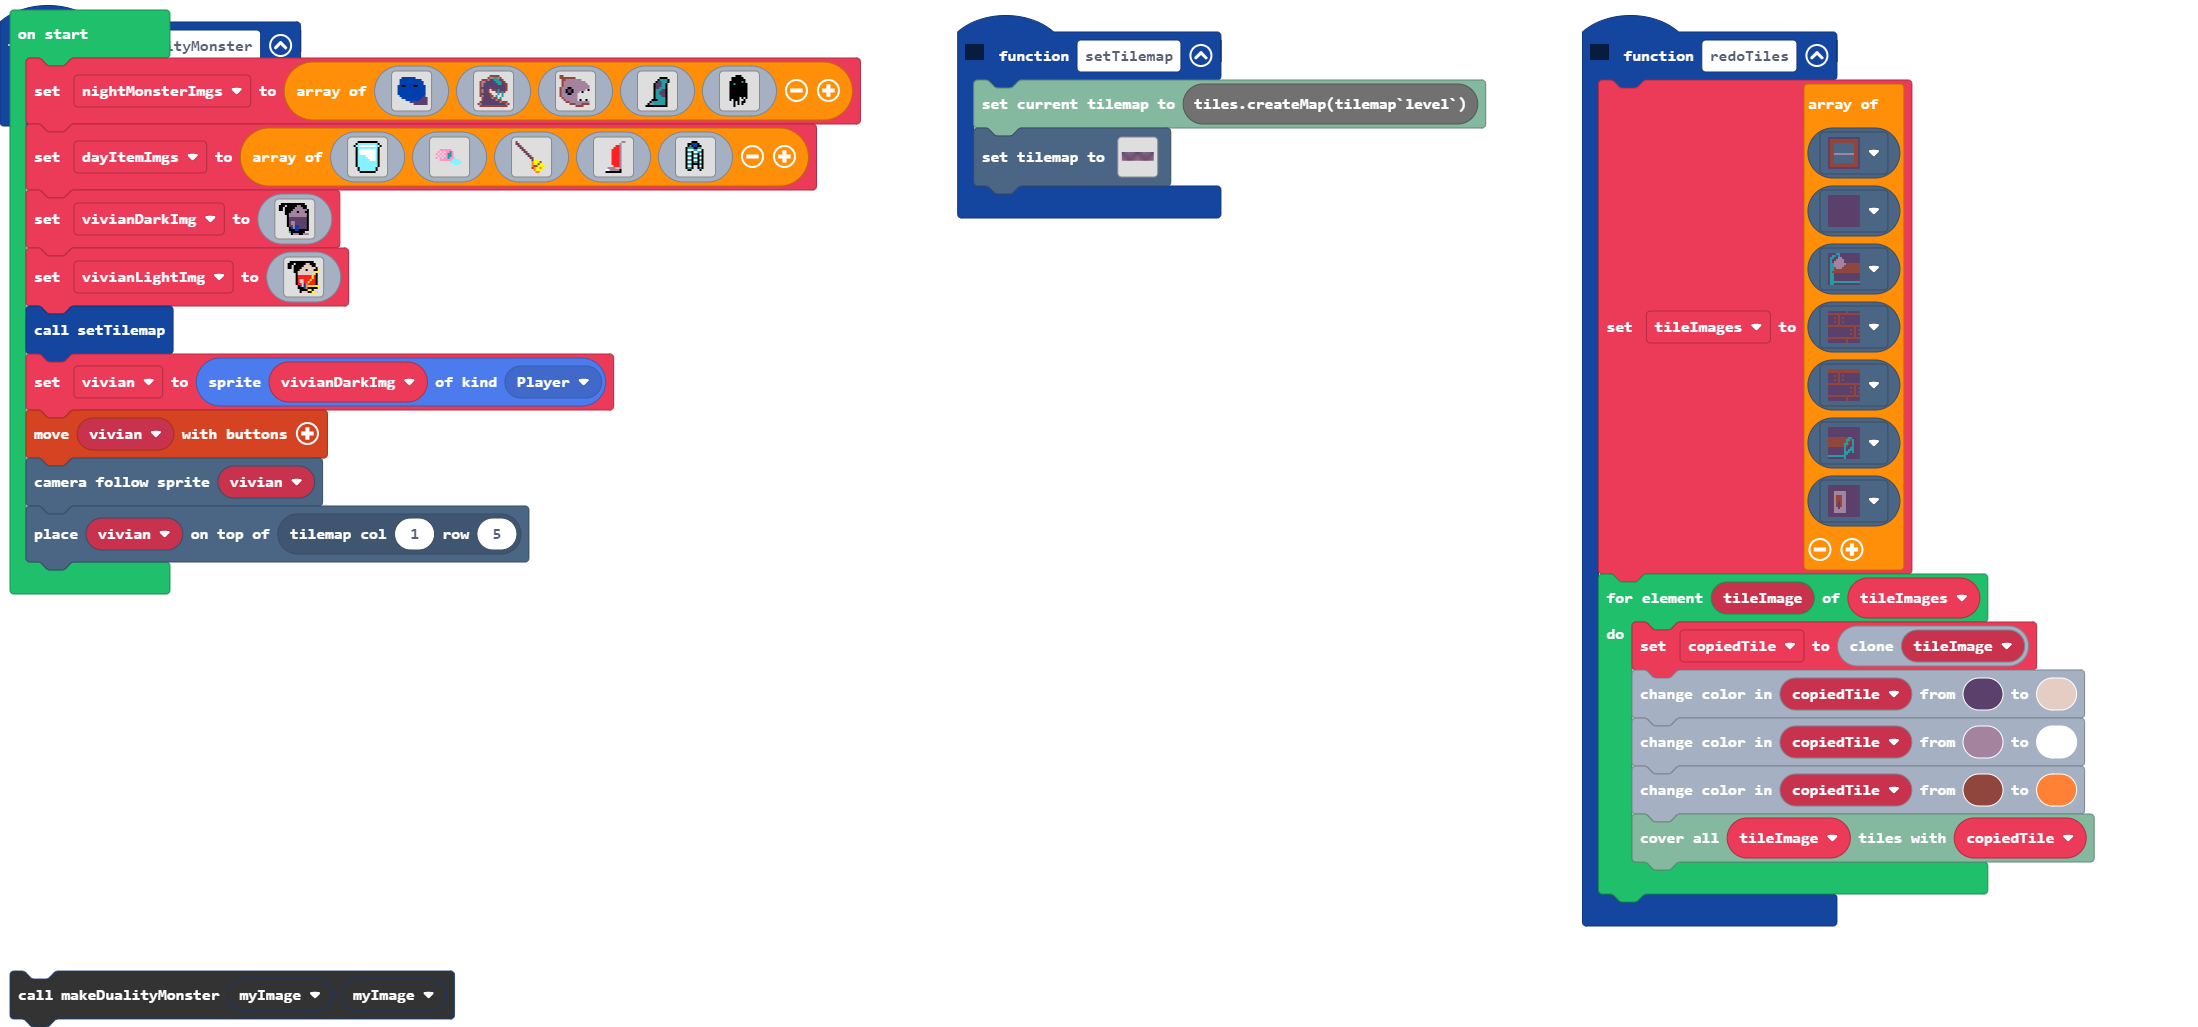 on start
ityMonster
set nightMonsterImgs to array of
set dayItemImgs to array of
set vivianDarkImg to
set vivianLightImg to
call setTilemap
set vivian to sprite vivianDarkImg of kind Player
move vivian with buttons
camera follow sprite vivian
place vivian on top of tilemap col 1 row 5
call makeDualityMonster myImage myImage
function setTilemap
set current tilemap to tiles.createMap(tilemap`level`)
set tilemap to
function redoTiles
array of
set tileImages to
for element tileImage of tileImages
do
set copiedTile to clone tileImage
change color in copiedTile from to
change color in copiedTile from to
change color in copiedTile from to
cover all tileImage tiles with copiedTile